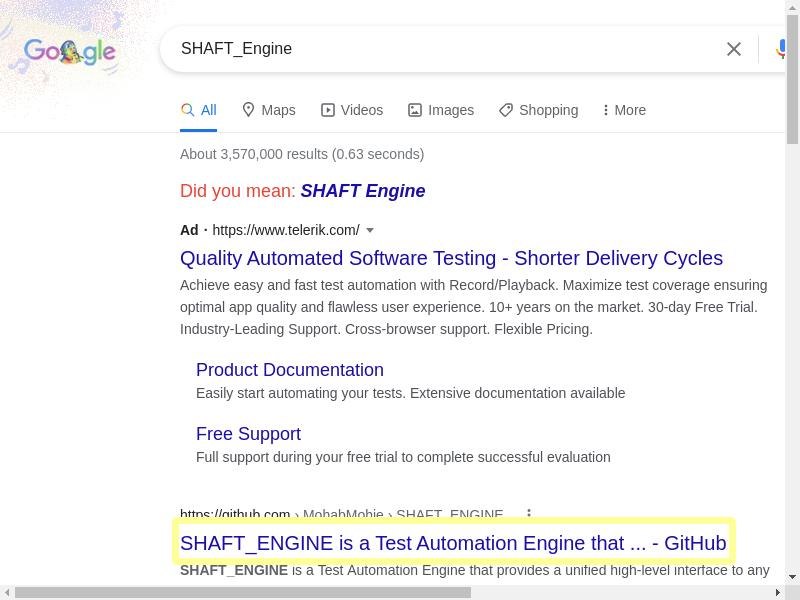 Google
SHAFT_Engine
All Maps Videos Images Shopping More
About 3,570,000 results (0.63 seconds)
Did you mean: SHAFT Engine
Ad · https://www.telerik.com/
Quality Automated Software Testing - Shorter Delivery Cycles
Achieve easy and fast test automation with Record/Playback. Maximize test coverage ensuring
optimal app quality and flawless user experience. 10+ years on the market. 30-day Free Trial.
Industry-Leading Support. Cross-browser support. Flexible Pricing.
Product Documentation
Easily start automating your tests. Extensive documentation available
Free Support
Full support during your free trial to complete successful evaluation
https://github.com › MohabMohie › SHAFT_ENGINE
SHAFT_ENGINE is a Test Automation Engine that ... - GitHub
SHAFT_ENGINE is a Test Automation Engine that provides a unified high-level interface to any